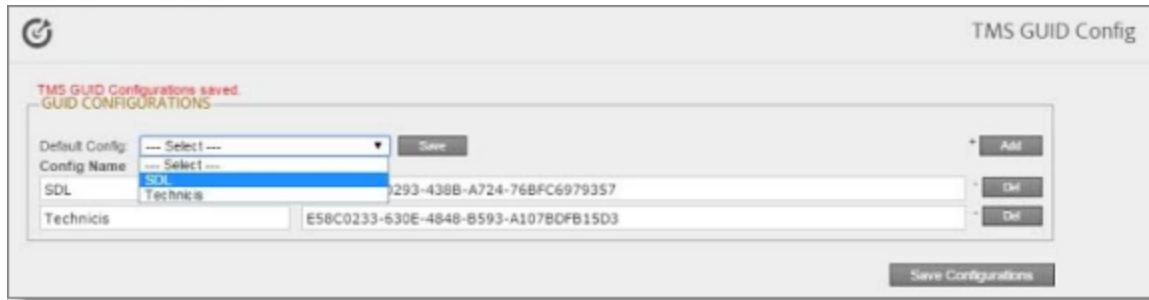 TMS GUID Config
TMS GUID Configurations saved.
GUID CONFIGURATIONS
Default Config: --- Select --- ▼ Save + Add
Config Name --- Select ---
SDL SDL 0293-438B-A724-76BFC6979357 - Del
Technicis
Technicis E58C0233-630E-4848-B593-A107BDFB15D3 - Del
Save Configurations